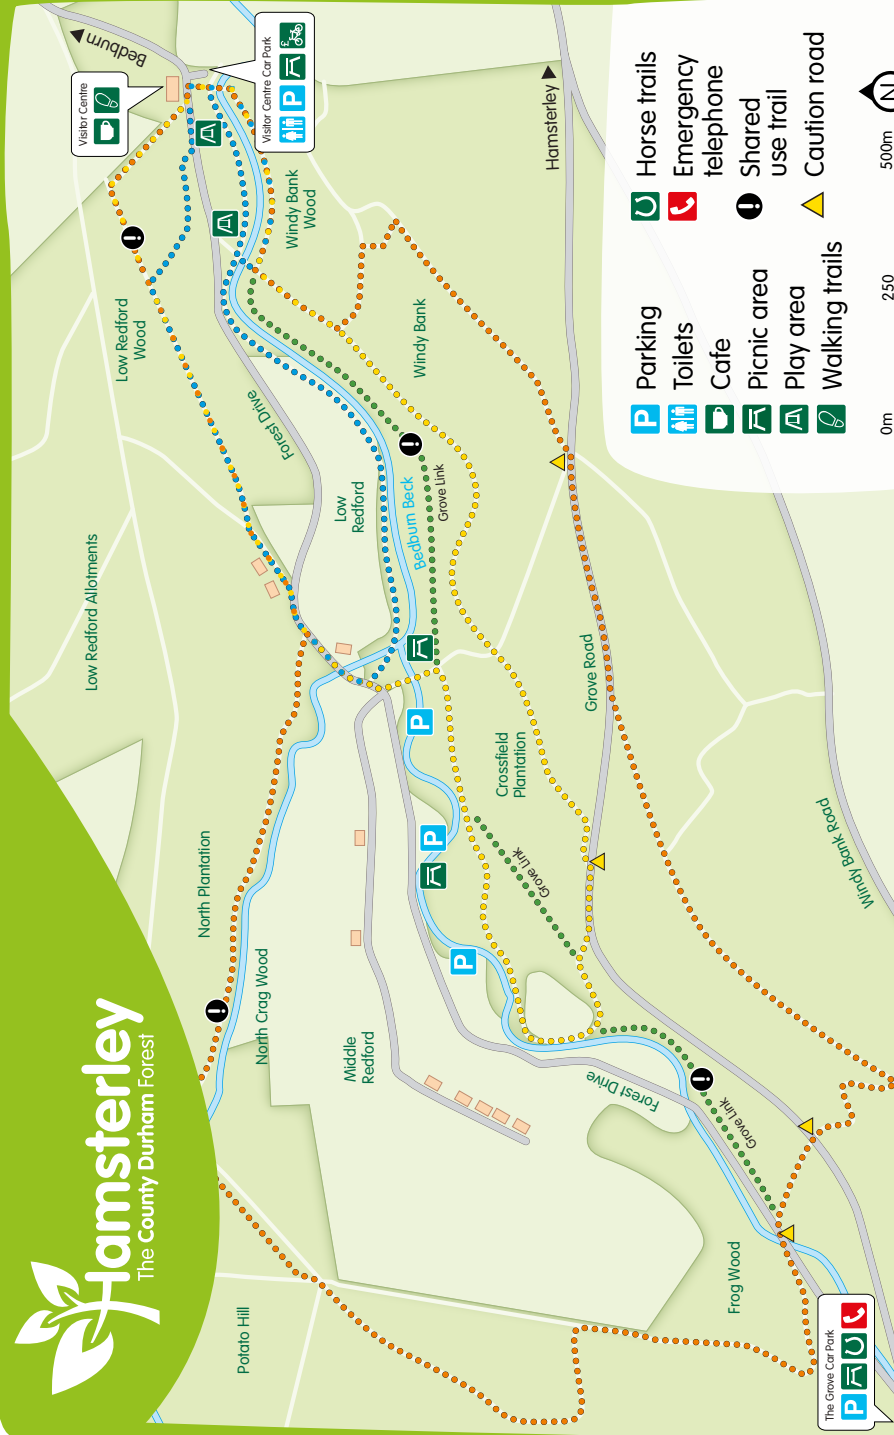 Hamsterley
The County Durham Forest
Potato Hill
North Plantation
North Crag Wood
Middle
Redford
Frog Wood
Forest Drive
Grove Link
The Grove Car Park
P
Low Redford Allotments
Low Redford
Wood
Forest Drive
Low
Redford
Bedburn Beck
Grove Link
P
P
P
Crossfield
Plantation
Grove Link
Grove Road
Windy Bank Road
Windy Bank
Windy Bank
Wood
Visitor Centre
Visitor Centre Car Park
P
£
Bedburn
Hamsterley
P Parking
Toilets
Cafe
Picnic area
Play area
Walking trails
Horse trails
Emergency
telephone
! Shared
use trail
Caution road
!
!
!
!
0m
250
500m
N